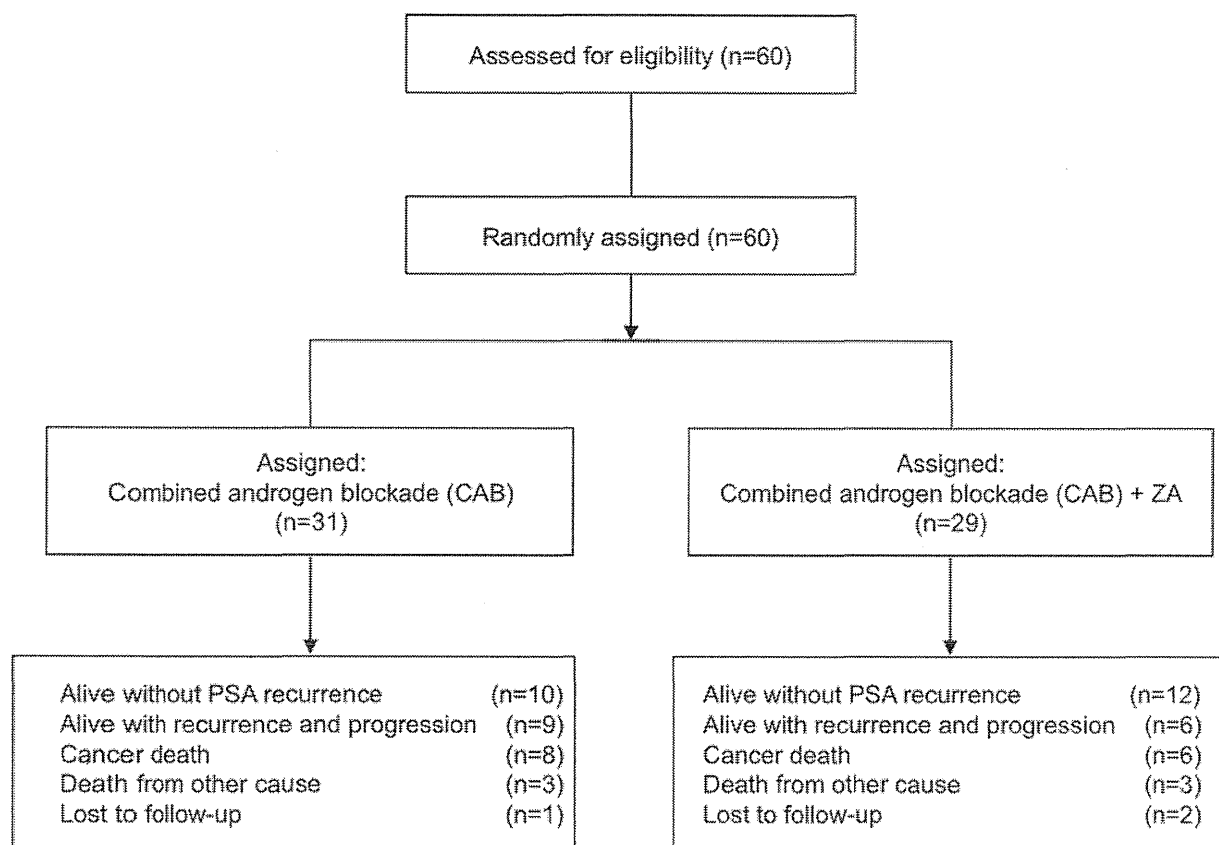 Assessed for eligibility (n=60)
Randomly assigned (n=60)
Assigned:
Combined androgen blockade (CAB)
(n=31)
Assigned:
Combined androgen blockade (CAB) + ZA
(n=29)
Alive without PSA recurrence (n=10)
Alive with recurrence and progression (n=9)
Cancer death (n=8)
Death from other cause (n=3)
Lost to follow-up (n=1)
Alive without PSA recurrence (n=12)
Alive with recurrence and progression (n=6)
Cancer death (n=6)
Death from other cause (n=3)
Lost to follow-up (n=2)